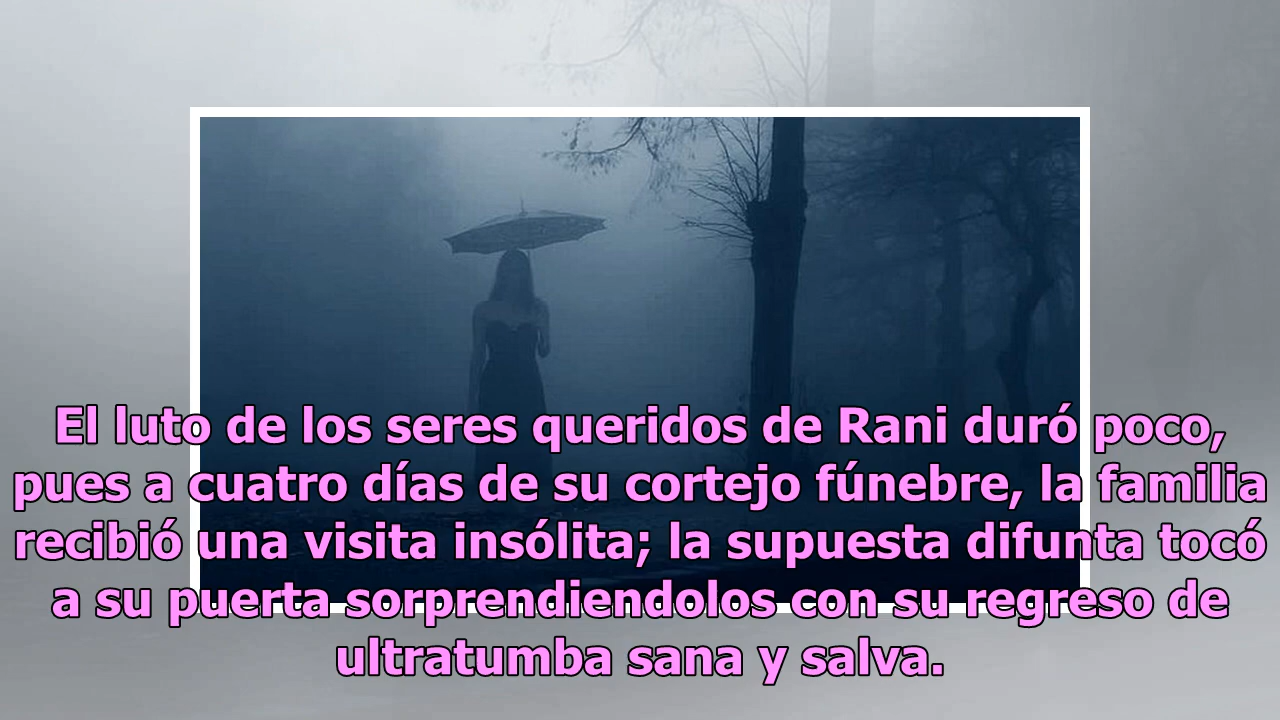 El luto de los seres queridos de Rani duró poco,
pues a cuatro días de su cortejo fúnebre, la familia
recibió una visita insólita; la supuesta difunta tocó
a su puerta sorprendiendolos con su regreso de
ultratumba sana y salva.